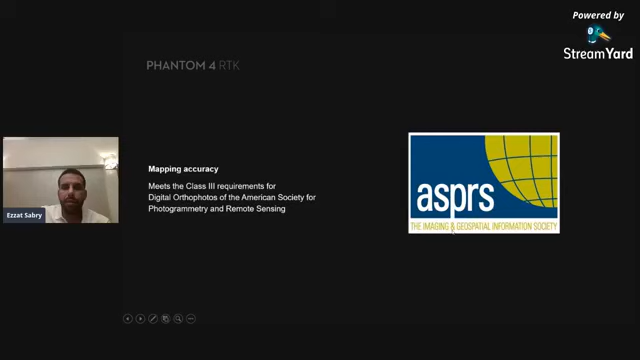 Powered by
StreamYard
PHANTOM 4 RTK
Mapping accuracy
Meets the Class III requirements for
Digital Orthophotos of the American Society for
Photogrammetry and Remote Sensing
asprs
THE IMAGING & GEOSPATIAL INFORMATION SOCIETY
Ezzat Sabry